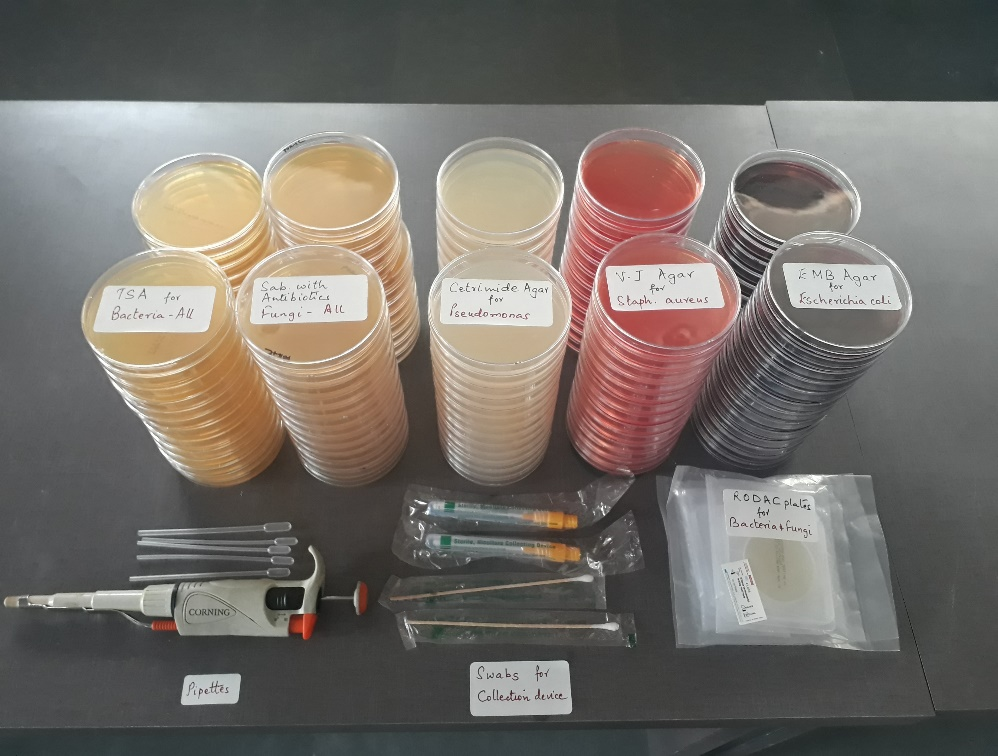 TSA for
Bacteria - All
Sab. with
Antibiotics
Fungi - All
Cetrimide Agar
for
Pseudomonas
V-J Agar
for
Staph. aureus
EMB Agar
for
Escherichia coli
RODAC plates
for
Bacteria & Fungi
CORNING
Pipettes
Swabs for
Collection device